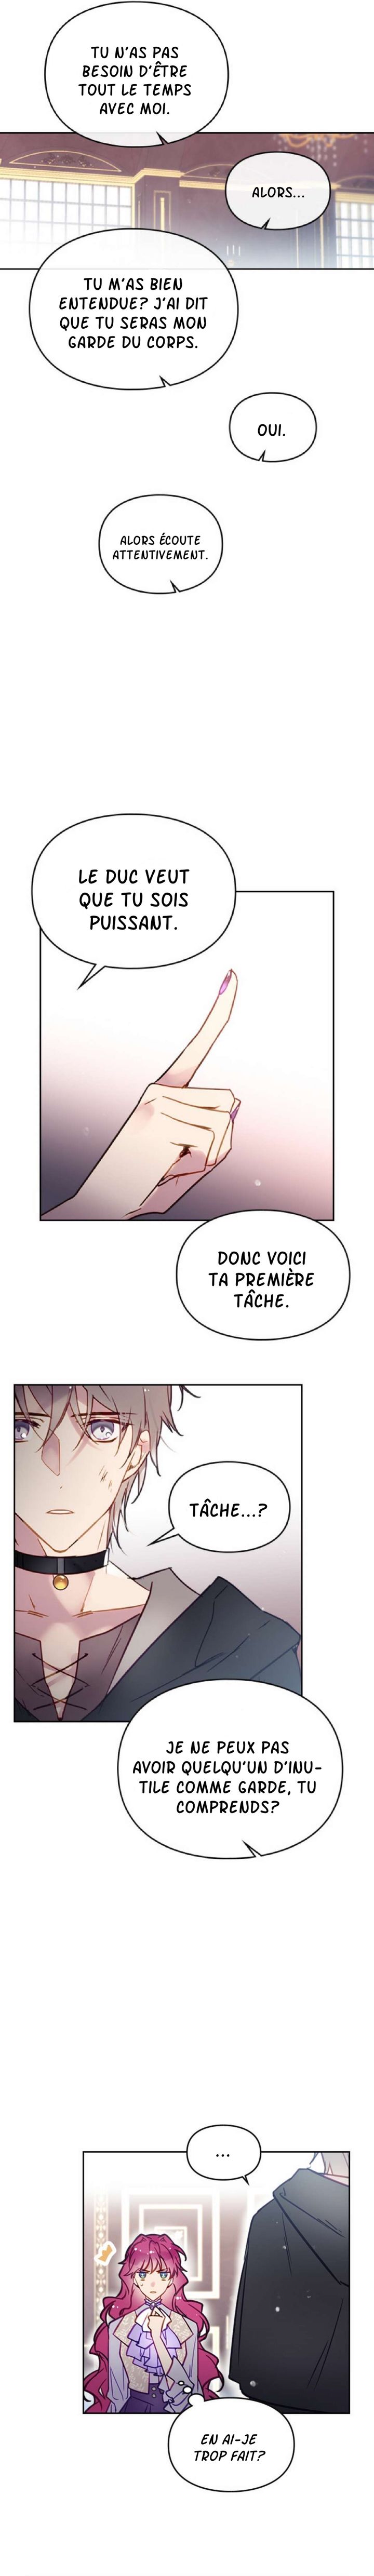 TU N'AS PAS
BESOIN D'ÊTRE
TOUT LE TEMPS
AVEC MOI.
ALORS...
TU M'AS BIEN
ENTENDUE? J'AI DIT
QUE TU SERAS MON
GARDE DU CORPS.
OUI.
ALORS ÉCOUTE
ATTENTIVEMENT.
LE DUC VEUT
QUE TU SOIS
PUISSANT.
DONC VOICI
TA PREMIÈRE
TÂCHE.
TÂCHE...?
JE NE PEUX PAS
AVOIR QUELQU'UN D'INU-
TILE COMME GARDE, TU
COMPRENDS?
...
EN AI-JE
TROP FAIT?